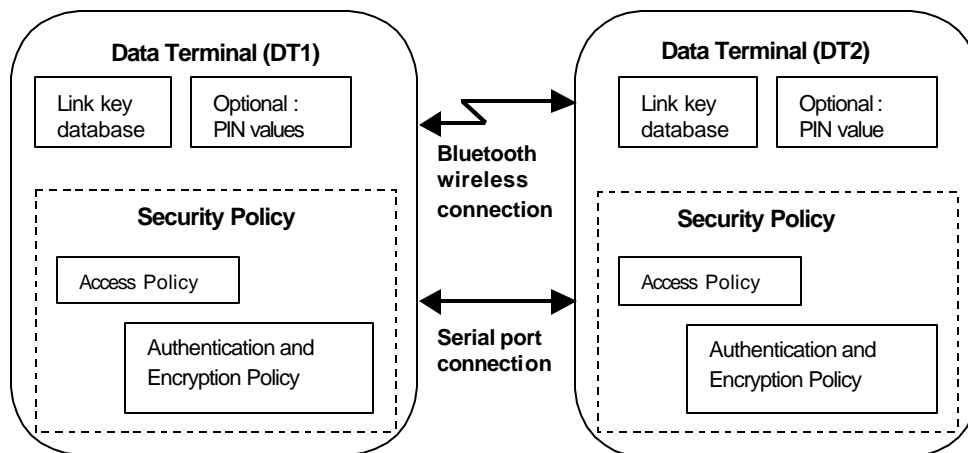 Data Terminal (DT1)
Link key
database
Optional :
PIN values
Security Policy
Access Policy
Authentication and
Encryption Policy
Bluetooth
wireless
connection
Serial port
connection
Data Terminal (DT2)
Link key
database
Optional :
PIN value
Security Policy
Access Policy
Authentication and
Encryption Policy